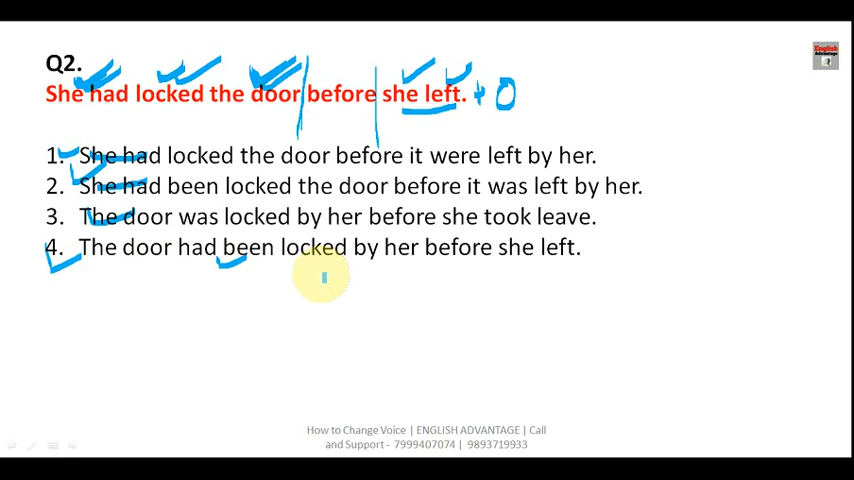 Q2.
She had locked the door before she left. + 0
1. She had locked the door before it were left by her.
2. She had been locked the door before it was left by her.
3. The door was locked by her before she took leave.
4. The door had been locked by her before she left.
English
Advantage
How to Change Voice | ENGLISH ADVANTAGE | Call
and Support - 7999407074 | 9893719933